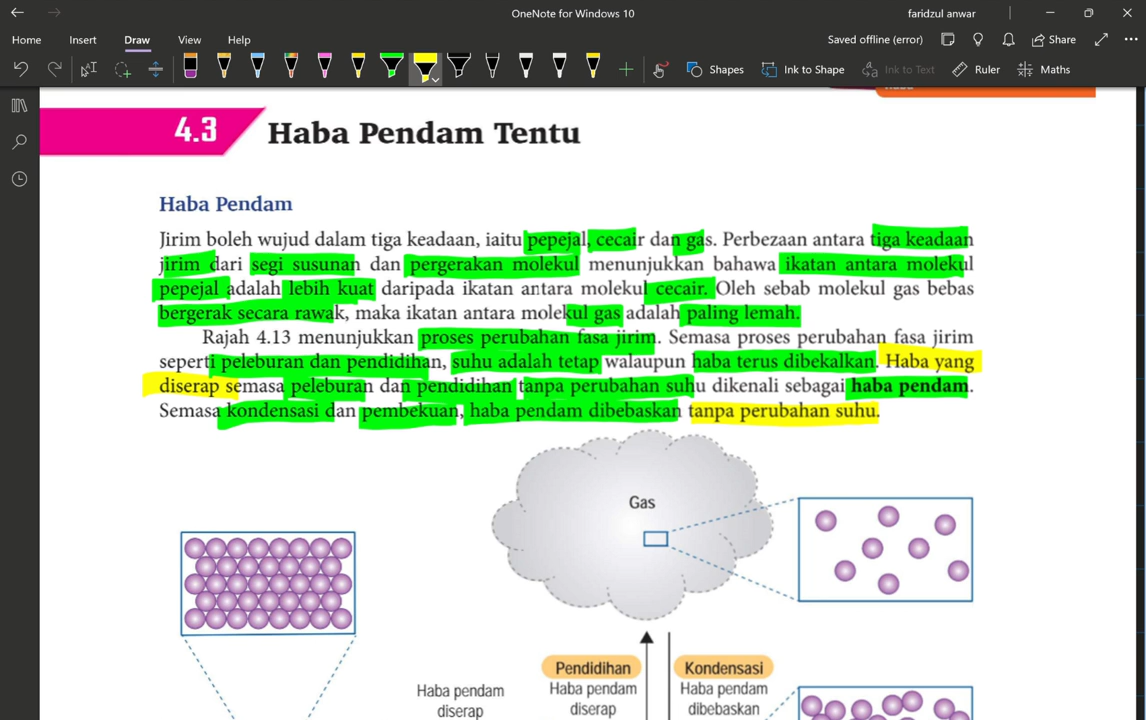 OneNote for Windows 10
faridzul anwar
Home Insert Draw View Help
Saved offline (error)
Share
Shapes
Ink to Shape
Ink to Text
Ruler
Maths
4.3 Haba Pendam Tentu
Haba Pendam
Jirim boleh wujud dalam tiga keadaan, iaitu pepejal, cecair dan gas. Perbezaan antara tiga keadaan
jirim dari segi susunan dan pergerakan molekul menunjukkan bahawa ikatan antara molekul
pepejal adalah lebih kuat daripada ikatan antara molekul cecair. Oleh sebab molekul gas bebas
bergerak secara rawak, maka ikatan antara molekul gas adalah paling lemah.
Rajah 4.13 menunjukkan proses perubahan fasa jirim. Semasa proses perubahan fasa jirim
seperti peleburan dan pendidihan, suhu adalah tetap walaupun haba terus dibekalkan. Haba yang
diserap semasa peleburan dan pendidihan tanpa perubahan suhu dikenali sebagai haba pendam.
Semasa kondensasi dan pembekuan, haba pendam dibebaskan tanpa perubahan suhu.
Gas
Pendidihan
Haba pendam
diserap
Kondensasi
Haba pendam
dibebaskan
Haba pendam
diserap